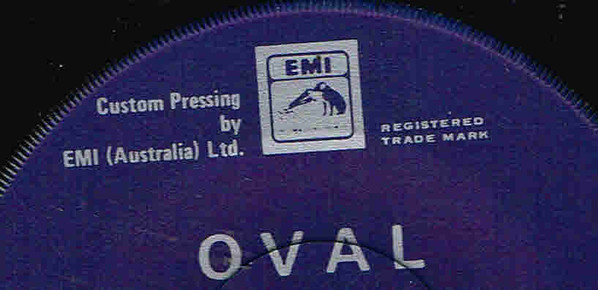 EMI
Custom Pressing
by
EMI (Australia) Ltd.
REGISTERED
TRADE MARK
OVAL